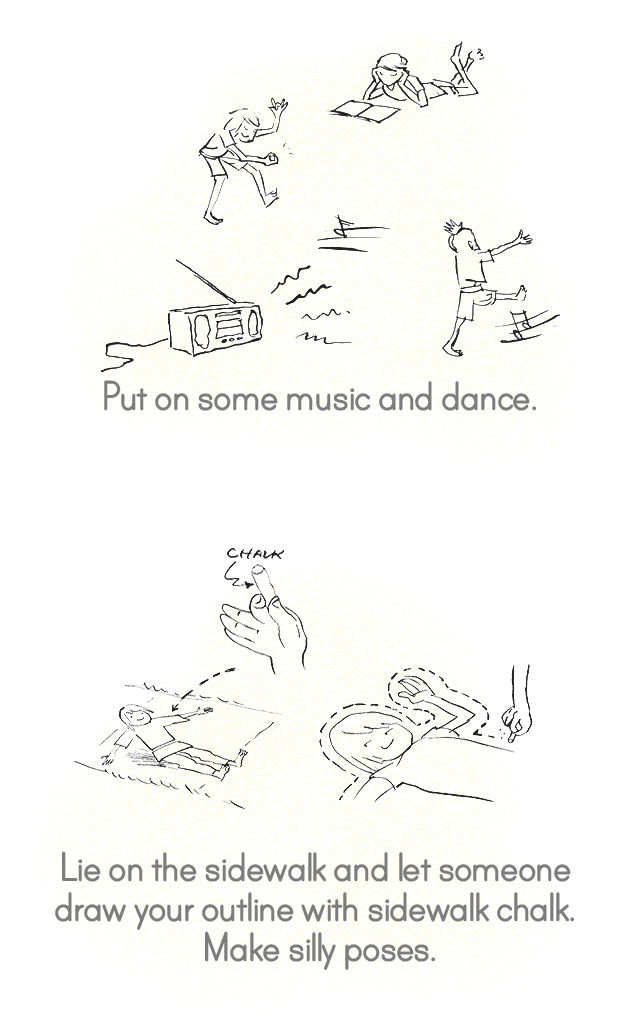 Put on some music and dance.
CHALK
Lie on the sidewalk and let someone
draw your outline with sidewalk chalk.
Make silly poses.